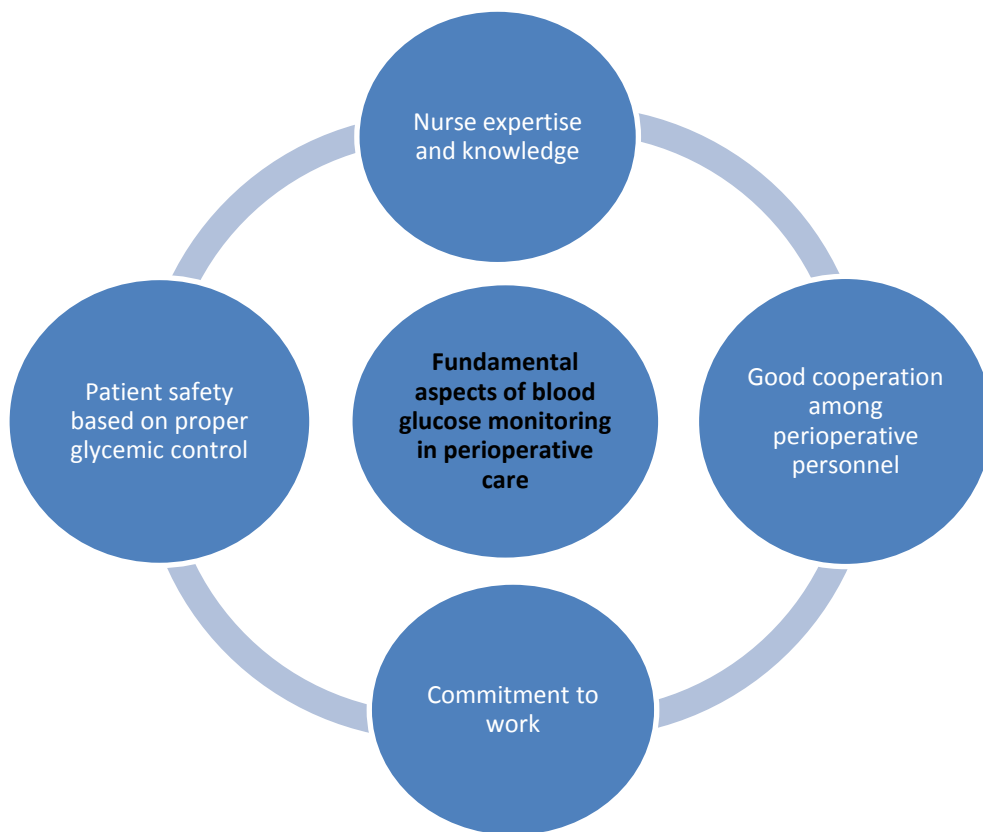 Nurse expertise
and knowledge
Patient safety
based on proper
glycemic control
Fundamental
aspects of blood
glucose monitoring
in perioperative
care
Good cooperation
among
perioperative
personnel
Commitment to
work